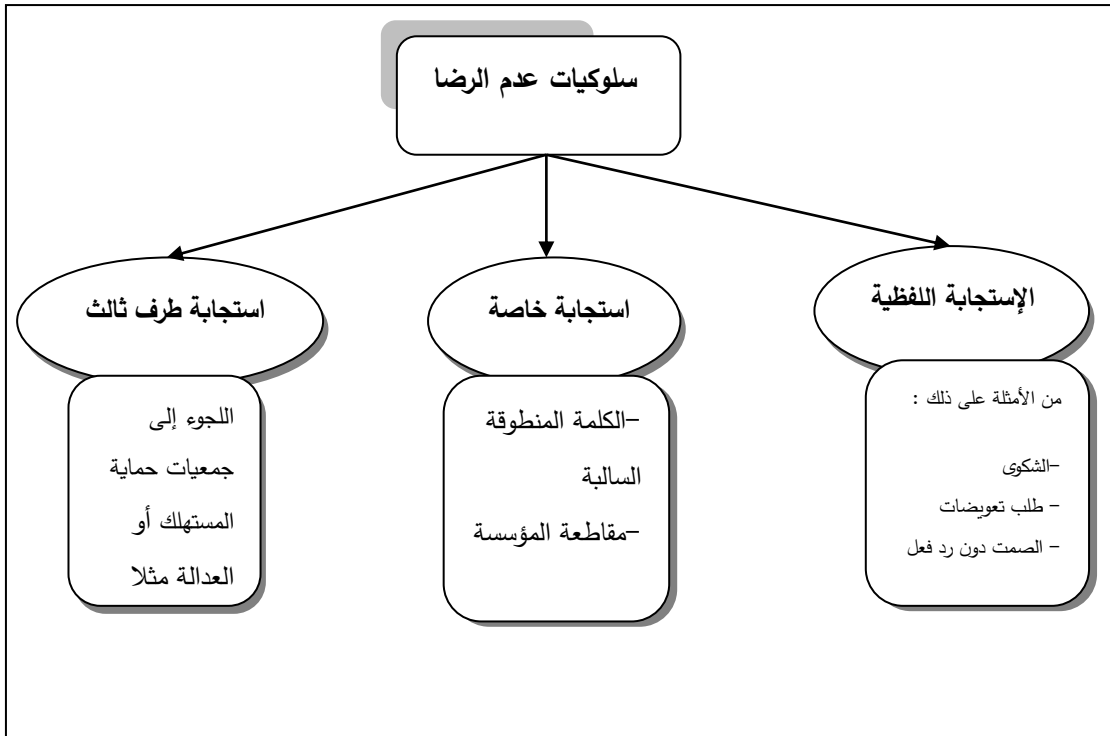 سلوكيات عدم الرضا
الإستجابة اللفظية
من الأمثلة على ذلك :
–الشكوى
– طلب تعويضات
– الصمت دون رد فعل
استجابة خاصة
–الكلمة المنطوقة
السالبة
–مقاطعة المؤسسة
استجابة طرف ثالث
اللجوء إلى
جمعيات حماية
المستهلك أو
العدالة مثلا